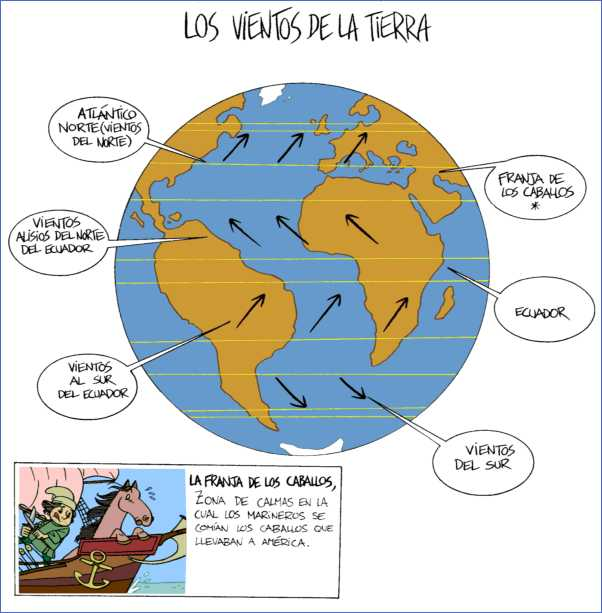 LOS VIENTOS DE LA TIERRA
ATLÁNTICO
NORTE (VIENTOS
DEL NORTE)
FRANJA DE
LOS CABALLOS
*
VIENTOS
ALISIOS DEL NORTE
DEL ECUADOR
ECUADOR
VIENTOS
AL SUR
DEL ECUADOR
VIENTOS
DEL SUR
LA FRANJA DE LOS CABALLOS,
ZONA DE CALMAS EN LA
CUAL LOS MARINEROS SE
COMÍAN LOS CABALLOS QUE
LLEVABAN A AMÉRICA.